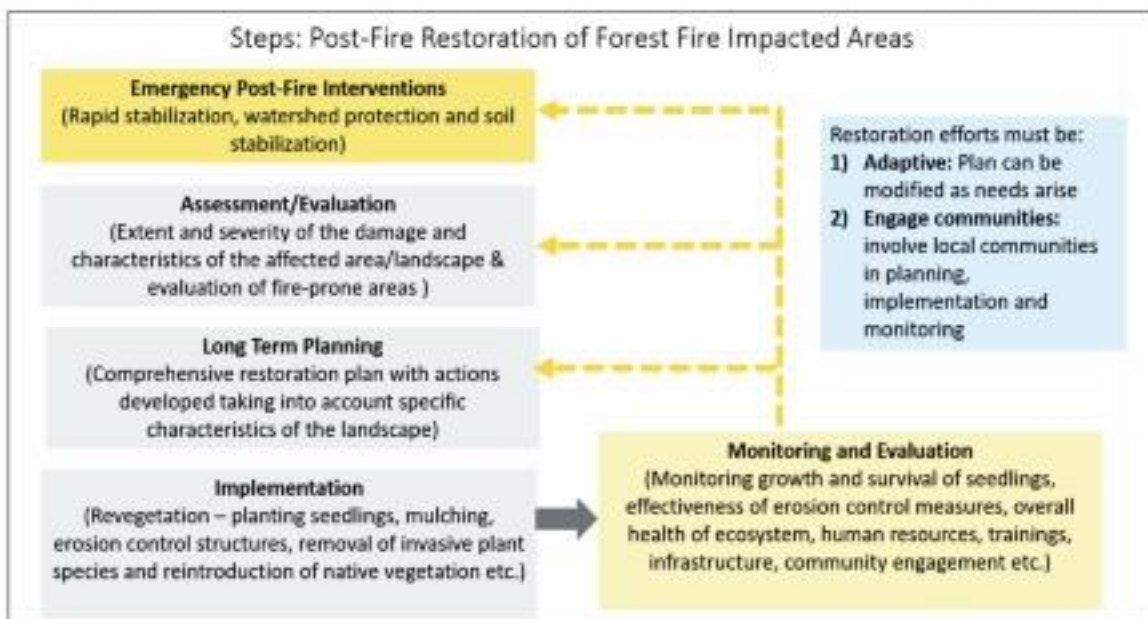 Steps: Post-Fire Restoration of Forest Fire Impacted Areas
Emergency Post-Fire Interventions
(Rapid stabilization, watershed protection and soil
stabilization)
Assessment/Evaluation
(Extent and severity of the damage and
characteristics of the affected area/landscape &
evaluation of fire-prone areas )
Long Term Planning
(Comprehensive restoration plan with actions
developed taking into account specific
characteristics of the landscape)
Implementation
(Revegetation – planting seedlings, mulching,
erosion control structures, removal of invasive plant
species and reintroduction of native vegetation etc.)
Restoration efforts must be:
1) Adaptive: Plan can be
modified as needs arise
2) Engage communities:
involve local communities
in planning,
implementation and
monitoring
Monitoring and Evaluation
(Monitoring growth and survival of seedlings,
effectiveness of erosion control measures, overall
health of ecosystem, human resources, trainings,
infrastructure, community engagement etc.)